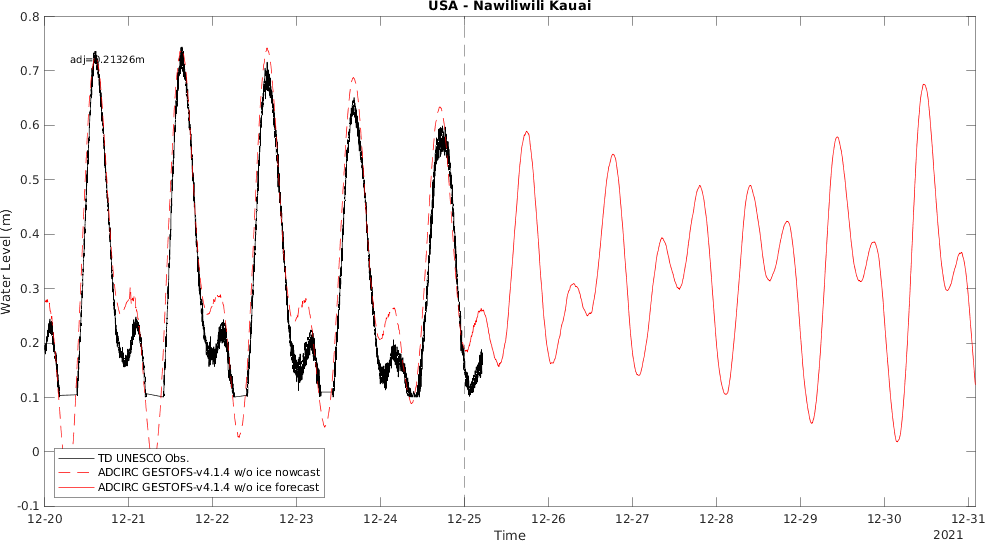 USA - Nawiliwili Kauai
adj=0.21326m
Water Level (m)
0.8
0.7
0.6
0.5
0.4
0.3
0.2
0.1
0
-0.1
TD UNESCO Obs.
ADCIRC GESTOFS-v4.1.4 w/o ice nowcast
ADCIRC GESTOFS-v4.1.4 w/o ice forecast
12-20 12-21 12-22 12-23 12-24 12-25 12-26 12-27 12-28 12-29 12-30 12-31
Time
2021